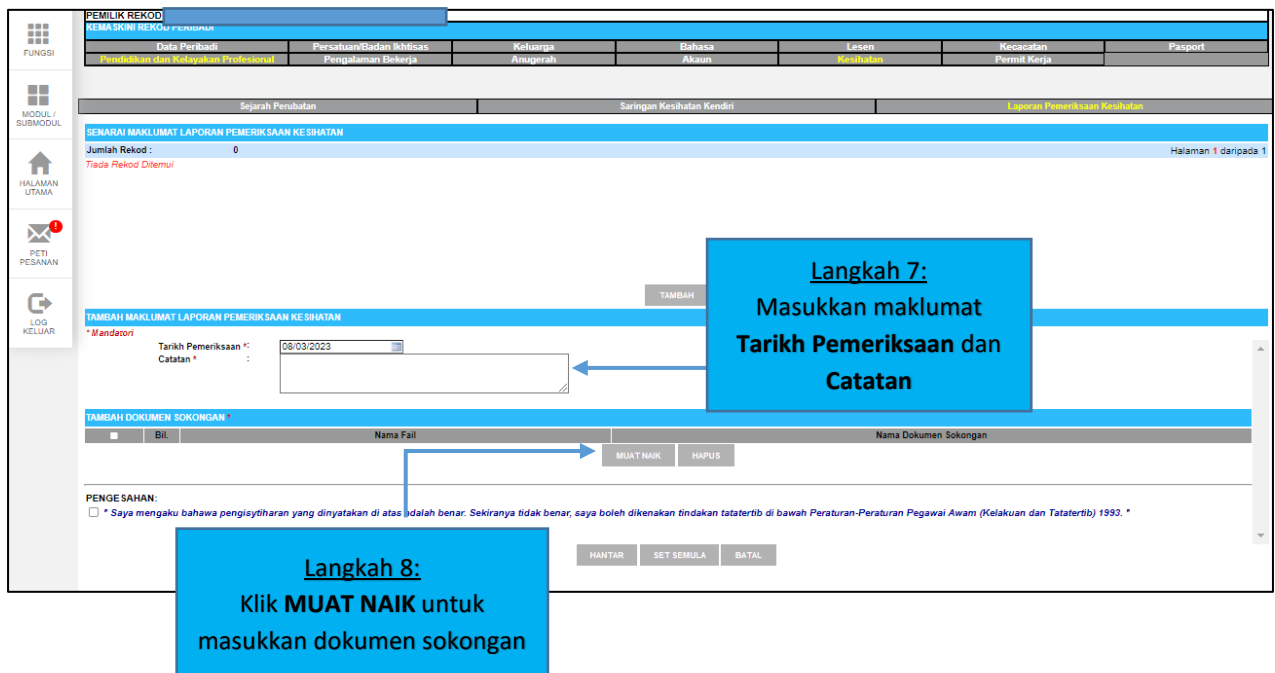 PEMILIK REKOD
KEMASKINI REKOD PERIBADI
Data Peribadi Persatuan/Badan Ikhtisas Keluarga Bahasa Lesen Kecacatan Pasport
Pendidikan dan Kelayakan Profesional Pengalaman Bekerja Anugerah Akaun Kesihatan Permit Kerja
FUNGSI
MODUL /
SUBMODUL
HALAMAN
UTAMA
PETI
PESANAN
LOG
KELUAR
Sejarah Perubatan Saringan Kesihatan Kendiri Laporan Pemeriksaan Kesihatan
SENARAI MAKLUMAT LAPORAN PEMERIKSAAN KESIHATAN
Jumlah Rekod : 0 Halaman 1 daripada 1
Tiada Rekod Ditemui
TAMBAH
Langkah 7:
Masukkan maklumat
Tarikh Pemeriksaan dan
Catatan
TAMBAH MAKLUMAT LAPORAN PEMERIKSAAN KESIHATAN
* Mandatori
Tarikh Pemeriksaan *: 08/03/2023
Catatan * :
TAMBAH DOKUMEN SOKONGAN *
Bil. Nama Fail Nama Dokumen Sokongan
MUAT NAIK HAPUS
PENGESAHAN:
" Saya mengaku bahawa pengisytiharan yang dinyatakan di atas adalah benar. Sekiranya tidak benar, saya boleh dikenakan tindakan tatatertib di bawah Peraturan-Peraturan Pegawai Awam (Kelakuan dan Tatatertib) 1993. "
HANTAR SET SEMULA BATAL
Langkah 8:
Klik MUAT NAIK untuk
masukkan dokumen sokongan